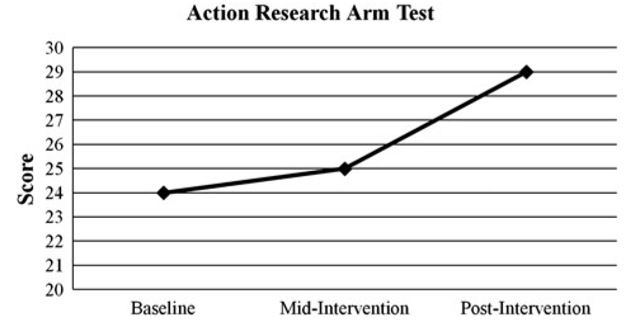 Action Research Arm Test
30
29
28
27
26
25
24
23
22
21
20
Score
Baseline
Mid-Intervention
Post-Intervention